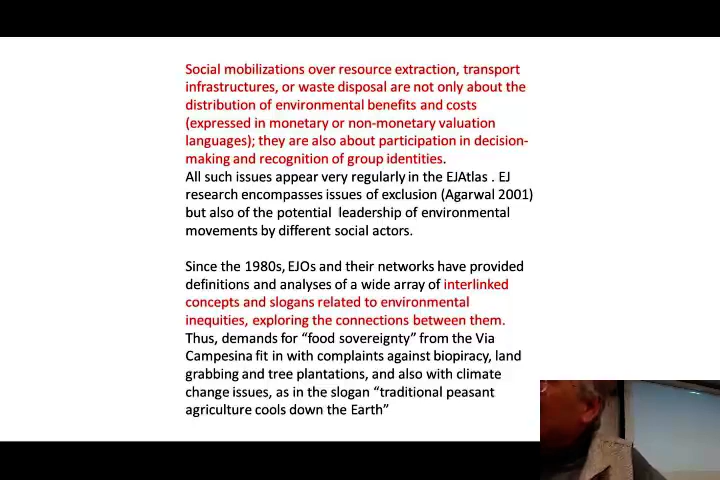 Social mobilizations over resource extraction, transport
infrastructures, or waste disposal are not only about the
distribution of environmental benefits and costs
(expressed in monetary or non-monetary valuation
languages); they are also about participation in decision-
making and recognition of group identities.
All such issues appear very regularly in the EJAtlas . EJ
research encompasses issues of exclusion (Agarwal 2001)
but also of the potential leadership of environmental
movements by different social actors.
Since the 1980s, EJOs and their networks have provided
definitions and analyses of a wide array of interlinked
concepts and slogans related to environmental
inequities, exploring the connections between them.
Thus, demands for “food sovereignty” from the Via
Campesina fit in with complaints against biopiracy, land
grabbing and tree plantations, and also with climate
change issues, as in the slogan “traditional peasant
agriculture cools down the Earth”